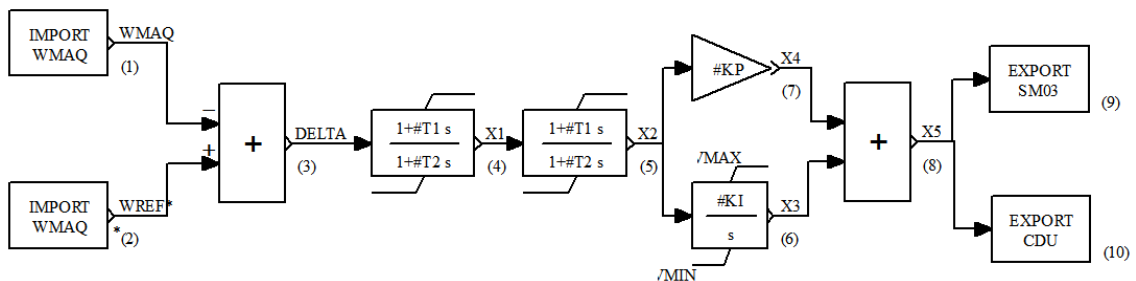 IMPORT
WMAQ
WMAQ
(1)
IMPORT
WMAQ
WREF*
*
(2)
−
+
+
DELTA
(3)
1+#T1 s
1+#T2 s
X1
(4)
1+#T1 s
1+#T2 s
X2
(5)
#KP
X4
(7)
VMAX
#KI
s
VMIN
X3
(6)
+
X5
(8)
EXPORT
SM03
(9)
EXPORT
CDU
(10)